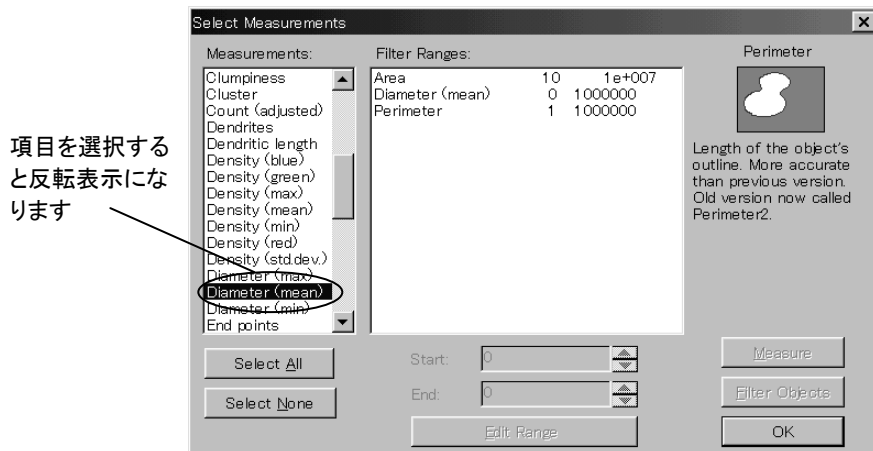 Select Measurements
Measurements:
Clumpiness
Cluster
Count (adjusted)
Dendrites
Dendritic length
Density (blue)
Density (green)
Density (max)
Density (mean)
Density (min)
Density (red)
Density (std.dev.)
Diameter (max)
Diameter (mean)
Diameter (min)
End points
Select All
Select None
Filter Ranges:
Area 10 1e+007
Diameter (mean) 0 1000000
Perimeter 1 1000000
Start: 0
End: 0
Edit Range
Perimeter
Length of the object's
outline. More accurate
than previous version.
Old version now called
Perimeter2.
Measure
Filter Objects
OK
項目を選択する
と反転表示にな
ります